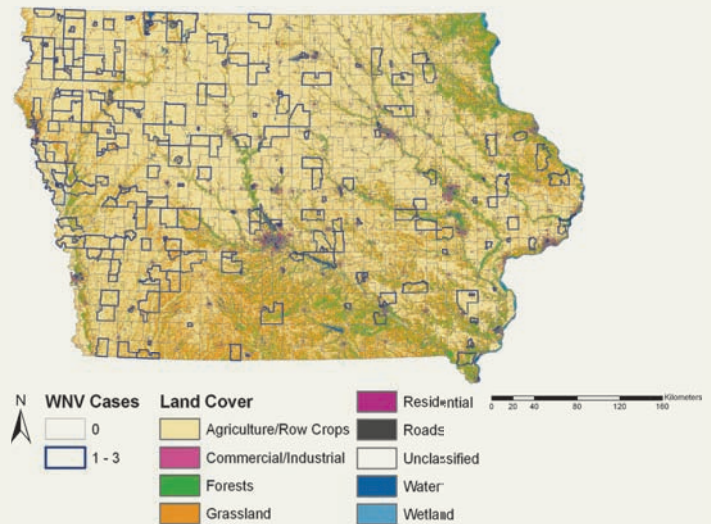 N
WNV Cases
0
1 - 3
Land Cover
Agriculture/Row Crops
Commercial/Industrial
Forests
Grassland
Residential
Roads
Unclassified
Water
Wetland
Kilometers
0 20 40 80 120 160